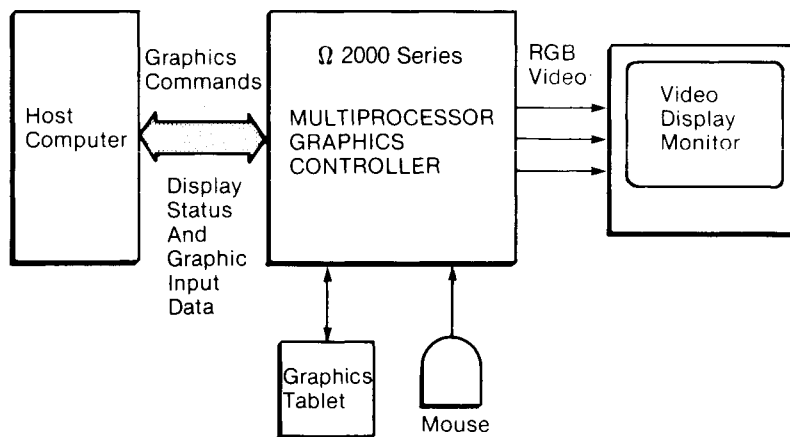 Graphics
Commands
Host
Computer
Display
Status
And
Graphic
Input
Data
Ω 2000 Series
MULTIPROCESSOR
GRAPHICS
CONTROLLER
RGB
Video
Video
Display
Monitor
Graphics
Tablet
Mouse